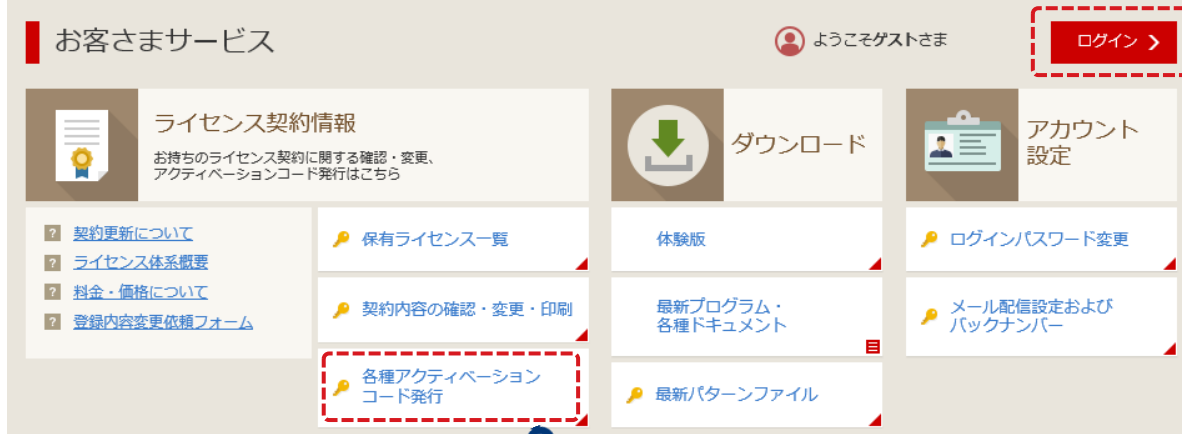 お客さまサービス
ようこそゲストさま
ログイン
ライセンス契約情報
お持ちのライセンス契約に関する確認・変更、
アクティベーションコード発行はこちら
? 契約更新について
? ライセンス体系概要
? 料金・価格について
? 登録内容変更依頼フォーム
保有ライセンス一覧
契約内容の確認・変更・印刷
各種アクティベーション
コード発行
ダウンロード
体験版
最新プログラム・
各種ドキュメント
最新パターンファイル
アカウント
設定
ログインパスワード変更
メール配信設定および
バックナンバー